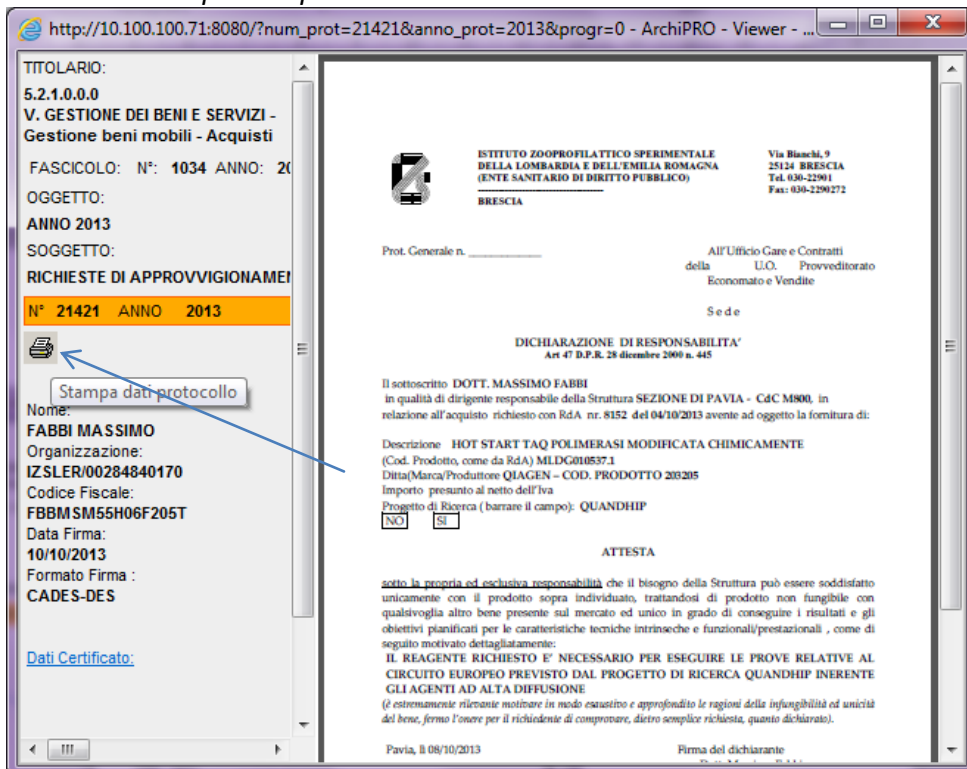 http://10.100.100.71:8080/?num_prot=21421&anno_prot=2013&progr=0 - ArchiPRO - Viewer - ...
TITOLARIO:
5.2.1.0.0.0
V. GESTIONE DEI BENI E SERVIZI -
Gestione beni mobili - Acquisti
FASCICOLO: N°: 1034 ANNO: 20
OGGETTO:
ANNO 2013
SOGGETTO:
RICHIESTE DI APPROVVIGIONAMEN
N° 21421 ANNO 2013
Stampa dati protocollo
Nome:
FABBI MASSIMO
Organizzazione:
IZSLER/00284840170
Codice Fiscale:
FBBMSM55H06F205T
Data Firma:
10/10/2013
Formato Firma :
CADES-DES
Dati Certificato:
ISTITUTO ZOOPROFILATTICO SPERIMENTALE
DELLA LOMBARDIA E DELL'EMILIA ROMAGNA
(ENTE SANITARIO DI DIRITTO PUBBLICO)
------------------------------------
BRESCIA
Via Bianchi, 9
25124 BRESCIA
Tel. 030-22901
Fax: 030-2290272
Prot. Generale n. ____________
All'Ufficio Gare e Contratti
della U.O. Provveditorato
Economato e Vendite
S e d e
DICHIARAZIONE DI RESPONSABILITA'
Art 47 D.P.R. 28 dicembre 2000 n. 445
Il sottoscritto DOTT. MASSIMO FABBI
in qualità di dirigente responsabile della Struttura SEZIONE DI PAVIA - CdC M800, in
relazione all'acquisto richiesto con RdA nr. 8152 del 04/10/2013 avente ad oggetto la fornitura di:
Descrizione HOT START TAQ POLIMERASI MODIFICATA CHIMICAMENTE
(Cod. Prodotto, come da RdA) MLDG010537.1
Ditta(Marca/Produttore QIAGEN – COD. PRODOTTO 203205
Importo presunto al netto dell'Iva
Progetto di Ricerca ( barrare il campo): QUANDHIP
NO SI
ATTESTA
sotto la propria ed esclusiva responsabilità che il bisogno della Struttura può essere soddisfatto
unicamente con il prodotto sopra individuato, trattandosi di prodotto non fungibile con
qualsivoglia altro bene presente sul mercato ed unico in grado di conseguire i risultati e gli
obiettivi pianificati per le caratteristiche tecniche intrinseche e funzionali/prestazionali , come di
seguito motivato dettagliatamente:
IL REAGENTE RICHIESTO E' NECESSARIO PER ESEGUIRE LE PROVE RELATIVE AL
CIRCUITO EUROPEO PREVISTO DAL PROGETTO DI RICERCA QUANDHIP INERENTE
GLI AGENTI AD ALTA DIFFUSIONE
(è estremamente rilevante motivare in modo esaustivo e approfondito le ragioni della infungibilità ed unicità
del bene, fermo l'onere per il richiedente di comprovare, dietro semplice richiesta, quanto dichiarato).
Pavia, lì 08/10/2013
Firma del dichiarante